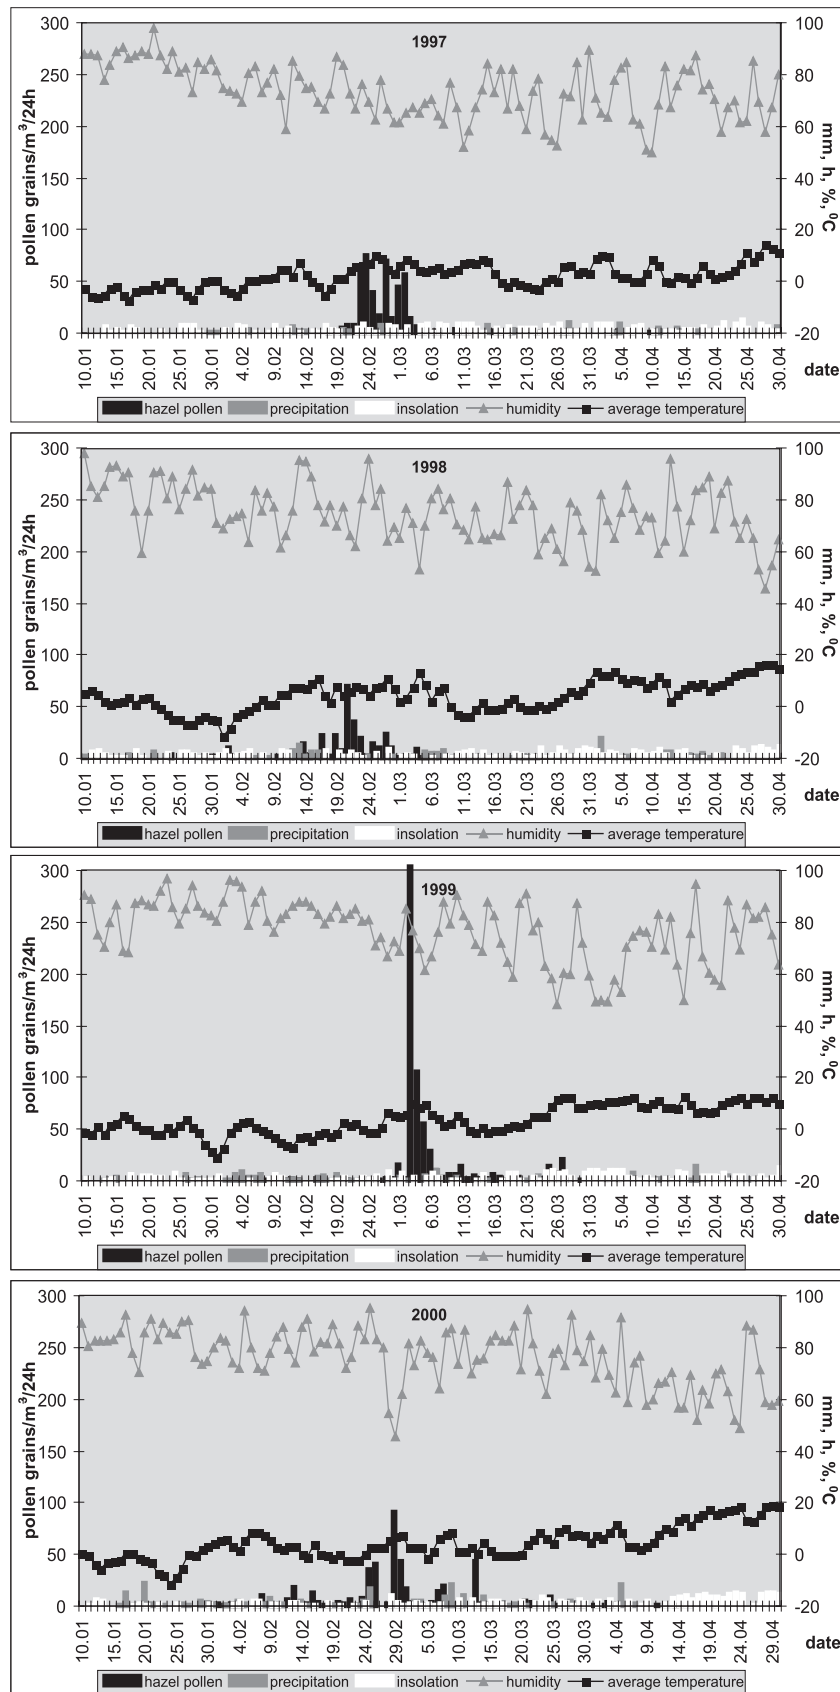 1997
pollen grains/m³/24h
300 250 200 150 100 50 0
100 80 60 40 20 0 -20
mm, h, %, ⁰C
10.01 15.01 20.01 25.01 30.01 4.02 9.02 14.02 19.02 24.02 1.03 6.03 11.03 16.03 21.03 26.03 31.03 5.04 10.04 15.04 20.04 25.04 30.04
date
hazel pollen precipitation insolation humidity average temperature
1998
pollen grains/m³/24h
300 250 200 150 100 50 0
100 80 60 40 20 0 -20
mm, h, %, ⁰C
10.01 15.01 20.01 25.01 30.01 4.02 9.02 14.02 19.02 24.02 1.03 6.03 11.03 16.03 21.03 26.03 31.03 5.04 10.04 15.04 20.04 25.04 30.04
date
hazel pollen precipitation insolation humidity average temperature
1999
pollen grains/m³/24h
300 250 200 150 100 50 0
100 80 60 40 20 0 -20
mm, h, %, ⁰C
10.01 15.01 20.01 25.01 30.01 4.02 9.02 14.02 19.02 24.02 1.03 6.03 11.03 16.03 21.03 26.03 31.03 5.04 10.04 15.04 20.04 25.04 30.04
date
hazel pollen precipitation insolation humidity average temperature
2000
pollen grains/m³/24h
300 250 200 150 100 50 0
100 80 60 40 20 0 -20
mm, h, %, ⁰C
10.01 15.01 20.01 25.01 30.01 4.02 9.02 14.02 19.02 24.02 29.02 5.03 10.03 15.03 20.03 25.03 30.03 4.04 9.04 14.04 19.04 24.04 29.04
date
hazel pollen precipitation insolation humidity average temperature